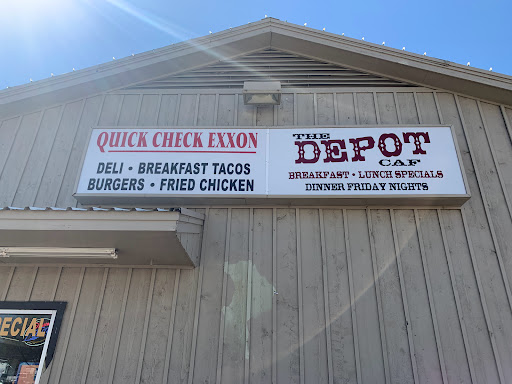 QUICK CHECK EXXON
DELI • BREAKFAST TACOS
BURGERS • FRIED CHICKEN
THE
DEPOT
CAF
BREAKFAST • LUNCH SPECIALS
DINNER FRIDAY NIGHTS
ECIAL